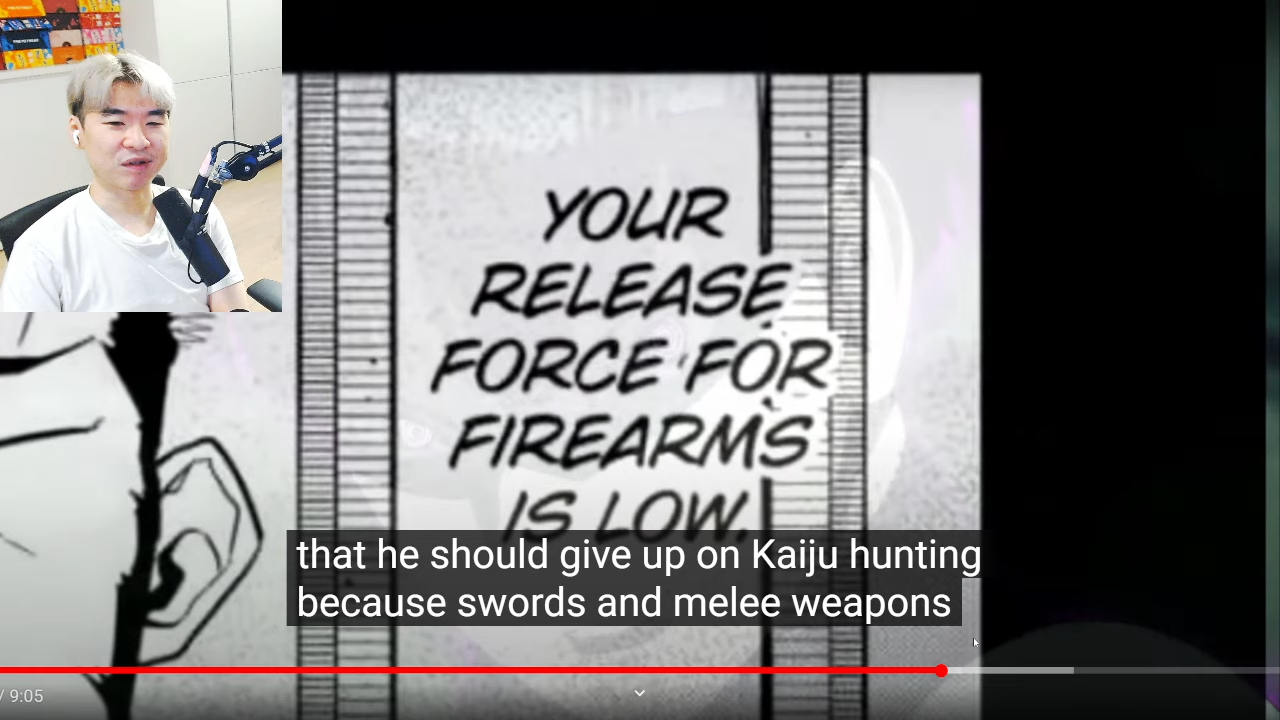 YOUR
RELEASE
FORCE FOR
FIREARMS
IS LOW.
that he should give up on Kaiju hunting
because swords and melee weapons
/ 9:05